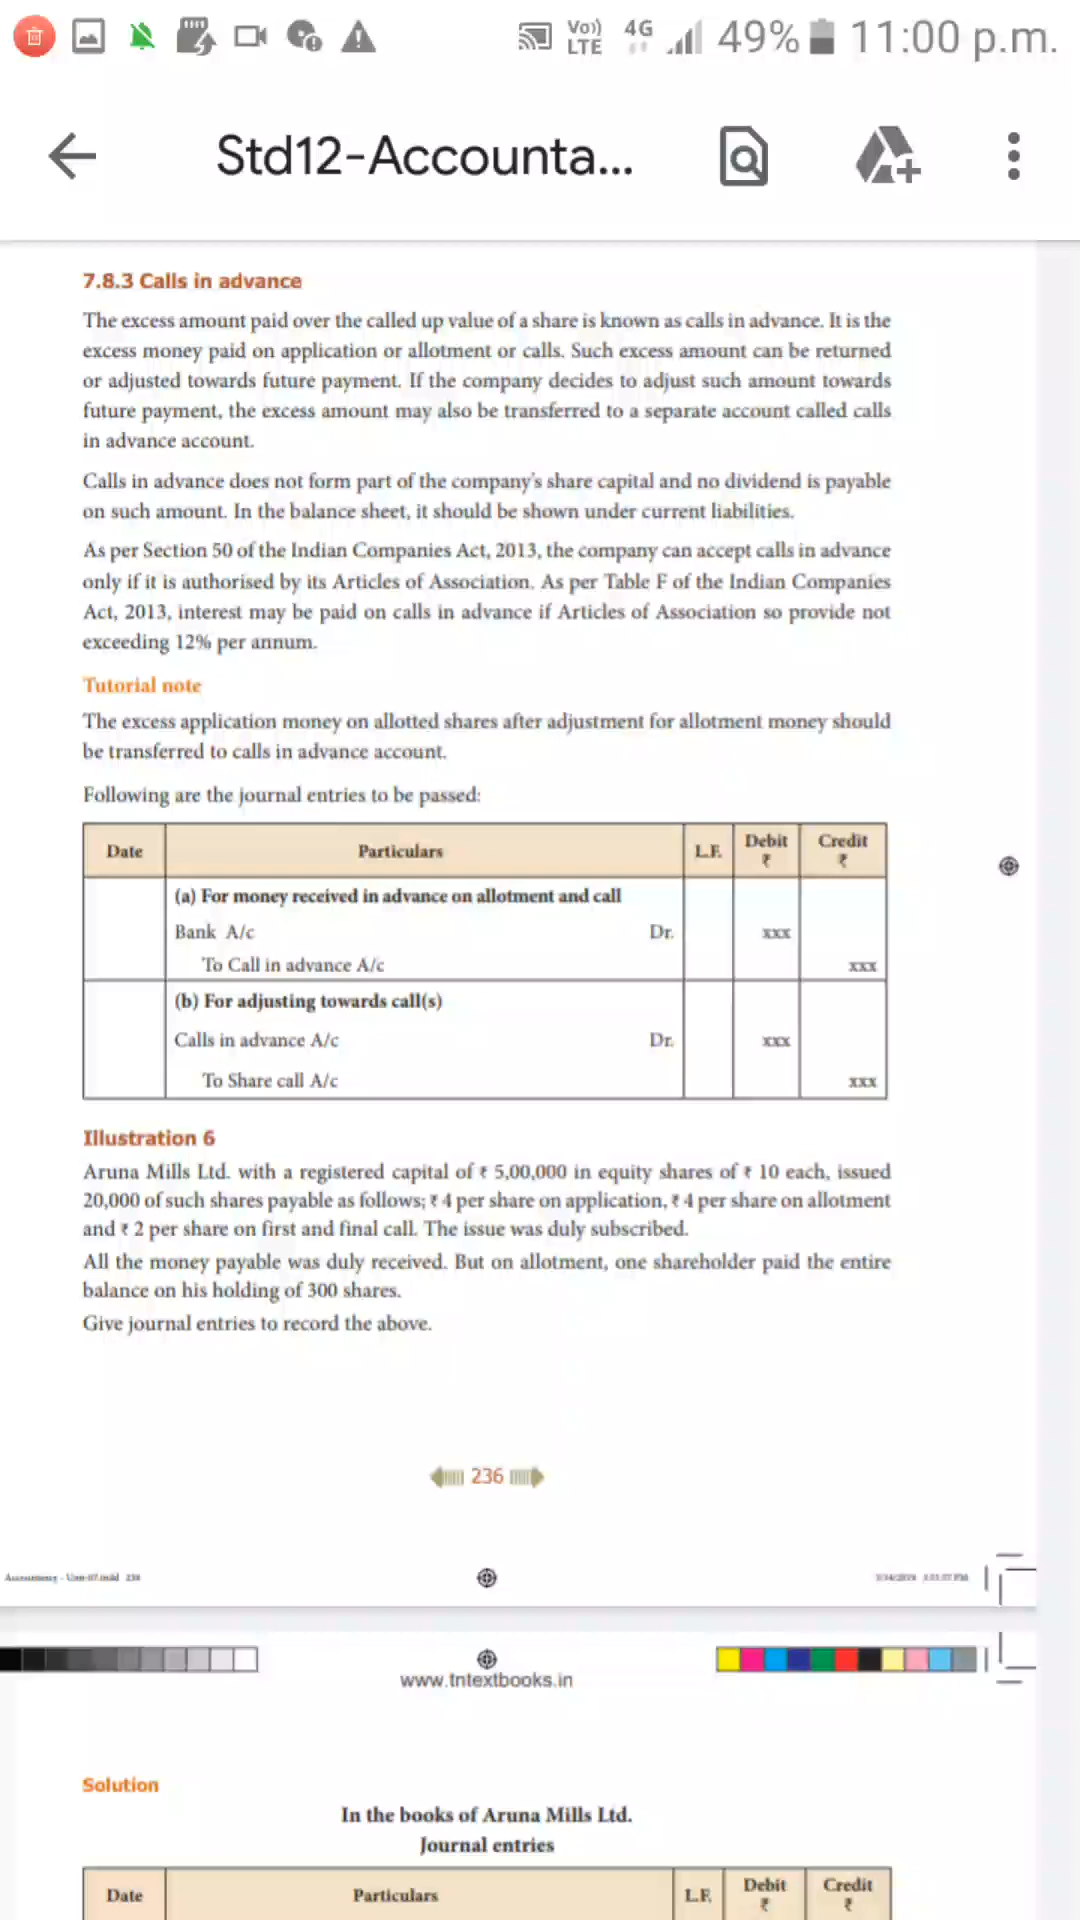 Vo)) LTE 4G 49% 11:00 p.m.
Std12-Accounta...
7.8.3 Calls in advance
The excess amount paid over the called up value of a share is known as calls in advance. It is the
excess money paid on application or allotment or calls. Such excess amount can be returned
or adjusted towards future payment. If the company decides to adjust such amount towards
future payment, the excess amount may also be transferred to a separate account called calls
in advance account.
Calls in advance does not form part of the company's share capital and no dividend is payable
on such amount. In the balance sheet, it should be shown under current liabilities.
As per Section 50 of the Indian Companies Act, 2013, the company can accept calls in advance
only if it is authorised by its Articles of Association. As per Table F of the Indian Companies
Act, 2013, interest may be paid on calls in advance if Articles of Association so provide not
exceeding 12% per annum.
Tutorial note
The excess application money on allotted shares after adjustment for allotment money should
be transferred to calls in advance account.
Following are the journal entries to be passed:
Date Particulars L.F. Debit ₹ Credit ₹
(a) For money received in advance on allotment and call
Bank A/c Dr. xxx
To Call in advance A/c xxx
(b) For adjusting towards call(s)
Calls in advance A/c Dr. xxx
To Share call A/c xxx
Illustration 6
Aruna Mills Ltd. with a registered capital of ₹ 5,00,000 in equity shares of ₹ 10 each, issued
20,000 of such shares payable as follows; ₹ 4 per share on application, ₹ 4 per share on allotment
and ₹ 2 per share on first and final call. The issue was duly subscribed.
All the money payable was duly received. But on allotment, one shareholder paid the entire
balance on his holding of 300 shares.
Give journal entries to record the above.
236
www.tntextbooks.in
Solution
In the books of Aruna Mills Ltd.
Journal entries
Date Particulars L.F. Debit ₹ Credit ₹